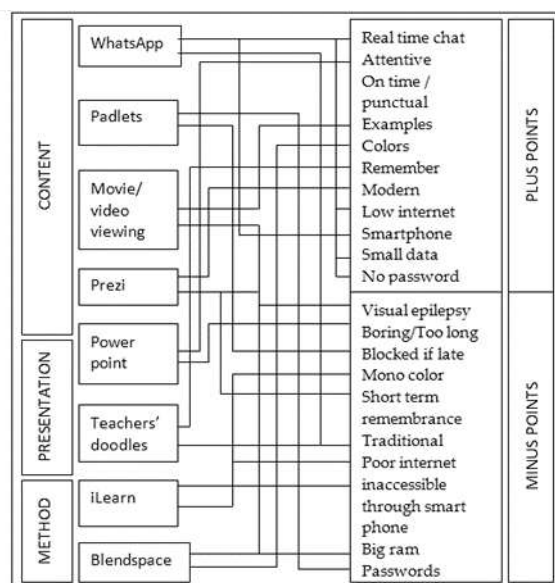 CONTENT
PRESENTATION
METHOD
WhatsApp
Padlets
Movie/
video
viewing
Prezi
Power
point
Teachers'
doodles
iLearn
Blendspace
Real time chat
Attentive
On time /
punctual
Examples
Colors
Remember
Modern
Low internet
Smartphone
Small data
No password
Visual epilepsy
Boring/Too long
Blocked if late
Mono color
Short term
remembrance
Traditional
Poor internet
inaccessible
through smart
phone
Big ram
Passwords
PLUS POINTS
MINUS POINTS